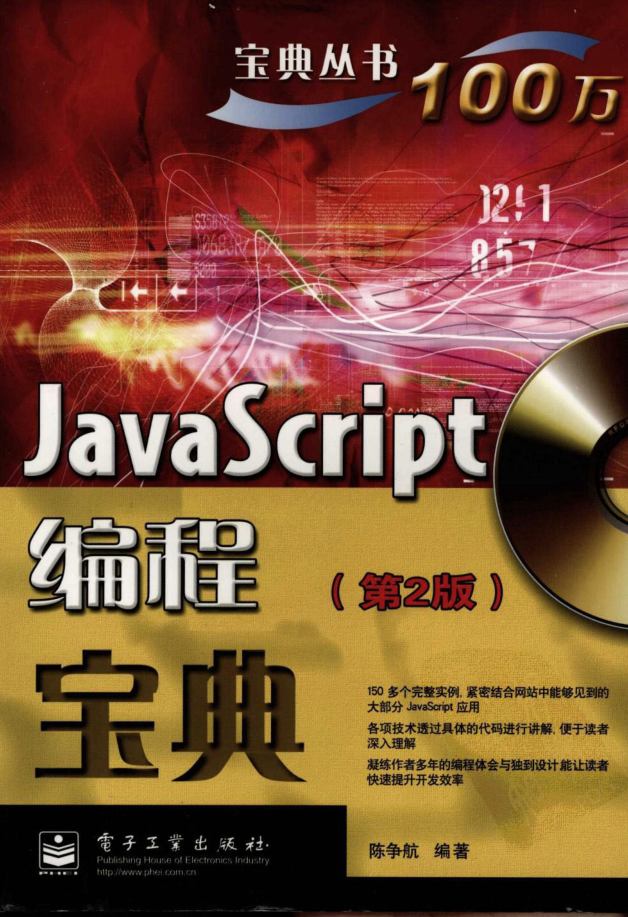 宝典丛书
100万
029 1
857
JavaScript
编程
宝典
(第2版)
150 多个完整实例, 紧密结合网站中能够见到的
大部分 JavaScript 应用
各项技术透过具体的代码进行讲解, 便于读者
深入理解
凝练作者多年的编程体会与独到设计能让读者
快速提升开发效率
陈争航 编著
電子工業出版社·
Publishing House of Electronics Industry
http://www.phei.com.cn